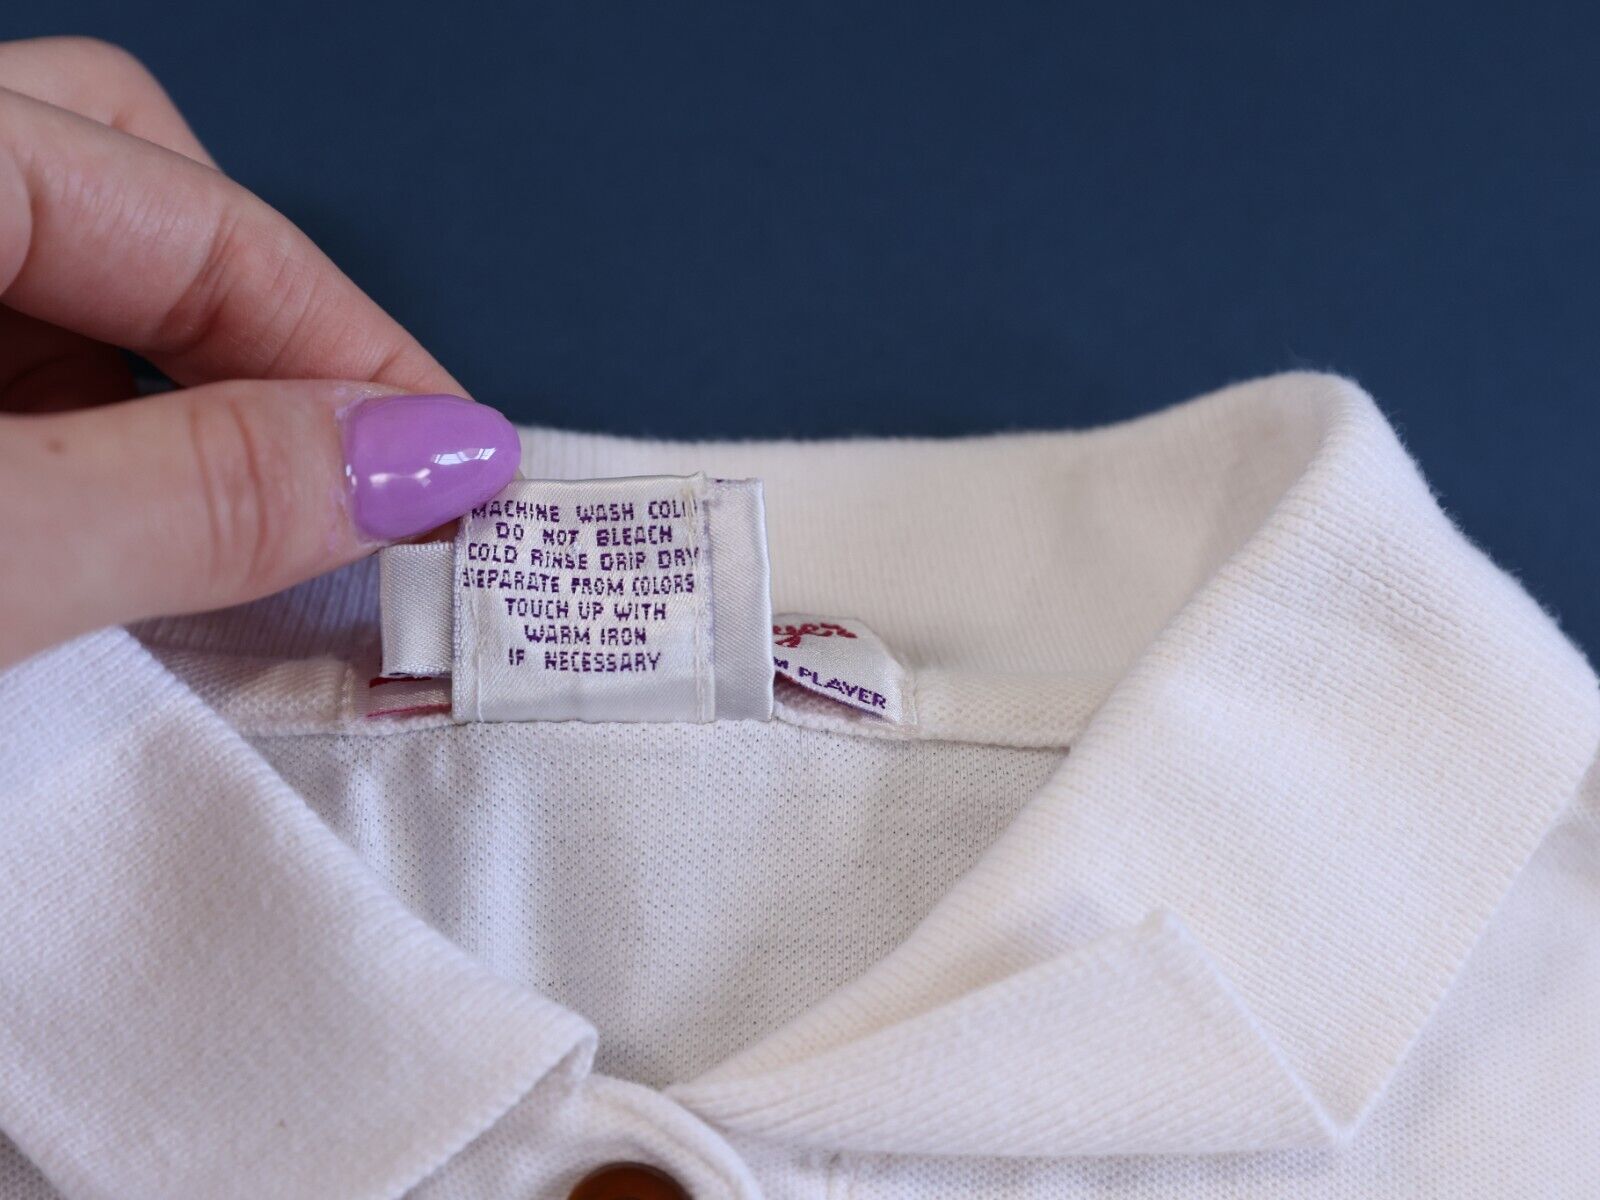 MACHINE WASH COLD
DO NOT BLEACH
COLD RINSE DRIP DRY
SEPARATE FROM COLORS
TOUCH UP WITH
WARM IRON
IF NECESSARY
PLAYER